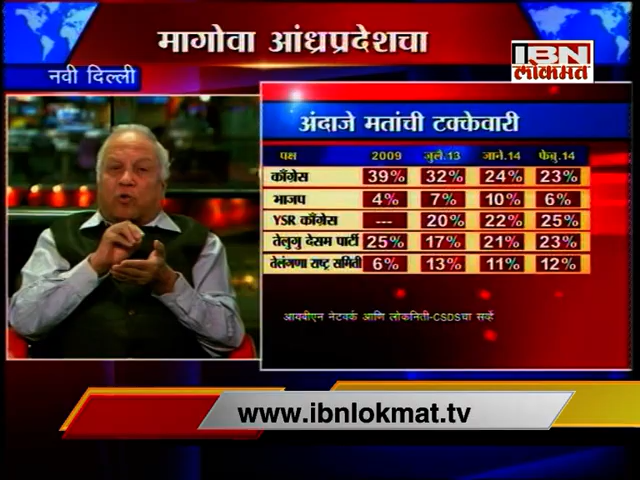 मागोवा आंध्रप्रदेशचा
IBN
लोकमत
नवी दिल्ली
अंदाजे मतांची टक्केवारी
पक्ष 2009 जुलै.13 जाने.14 फेब्रु.14
काँग्रेस 39% 32% 24% 23%
भाजप 4% 7% 10% 6%
YSR काँग्रेस --- 20% 22% 25%
तेलुगु देसम पार्टी 25% 17% 21% 23%
तेलंगणा राष्ट्र समिती 6% 13% 11% 12%
आयबीएन नेटवर्क आणि लोकनिती-CSDSचा सर्व्हे
www.ibnlokmat.tv